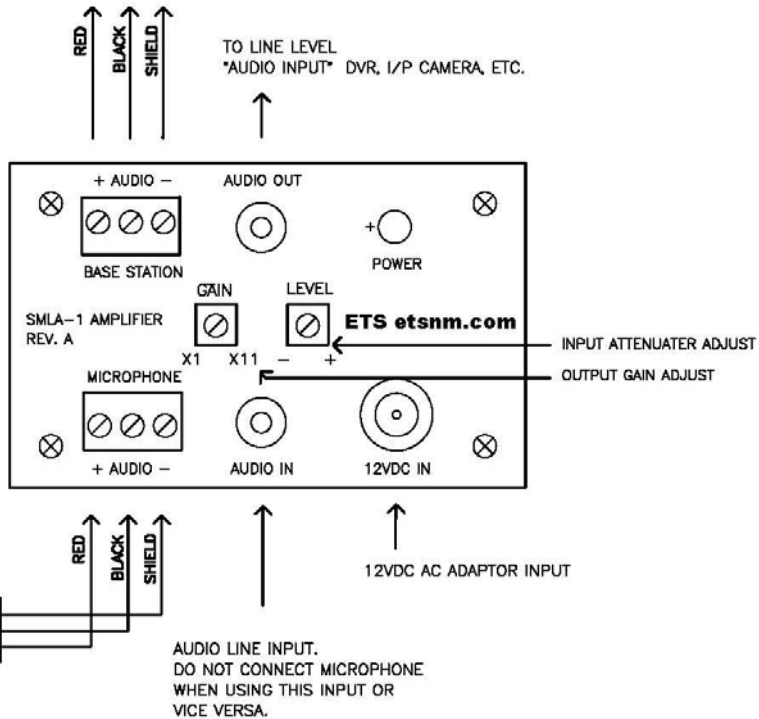 RED
BLACK
SHIELD
TO LINE LEVEL
"AUDIO INPUT" DVR, I/P CAMERA, ETC.
+ AUDIO −
AUDIO OUT
+
POWER
BASE STATION
GAIN
LEVEL
SMLA−1 AMPLIFIER
REV. A
ETS etsnm.com
X1 X11
− +
INPUT ATTENUATER ADJUST
OUTPUT GAIN ADJUST
MICROPHONE
+ AUDIO −
AUDIO IN
12VDC IN
RED
BLACK
SHIELD
12VDC AC ADAPTOR INPUT
AUDIO LINE INPUT.
DO NOT CONNECT MICROPHONE
WHEN USING THIS INPUT OR
VICE VERSA.